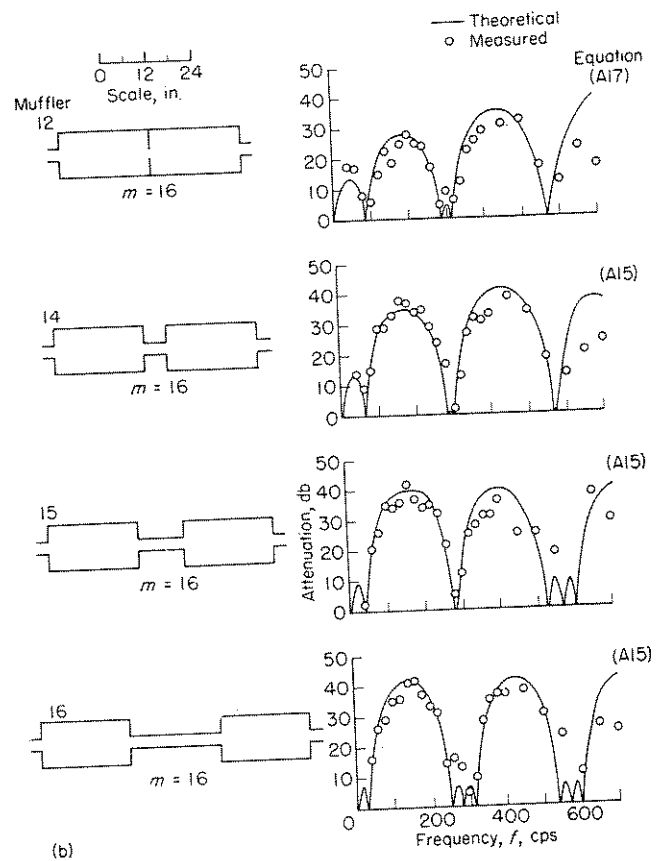 Theoretical
Measured
0 12 24
Scale, in.
Muffler
12
m = 16
50
40
30
20
10
0
Equation
(A17)
14
m = 16
50
40
30
20
10
0
(A15)
15
m = 16
Attenuation, db
50
40
30
20
10
0
(A15)
16
m = 16
50
40
30
20
10
(A15)
0 200 400 600
Frequency, f, cps
(b)